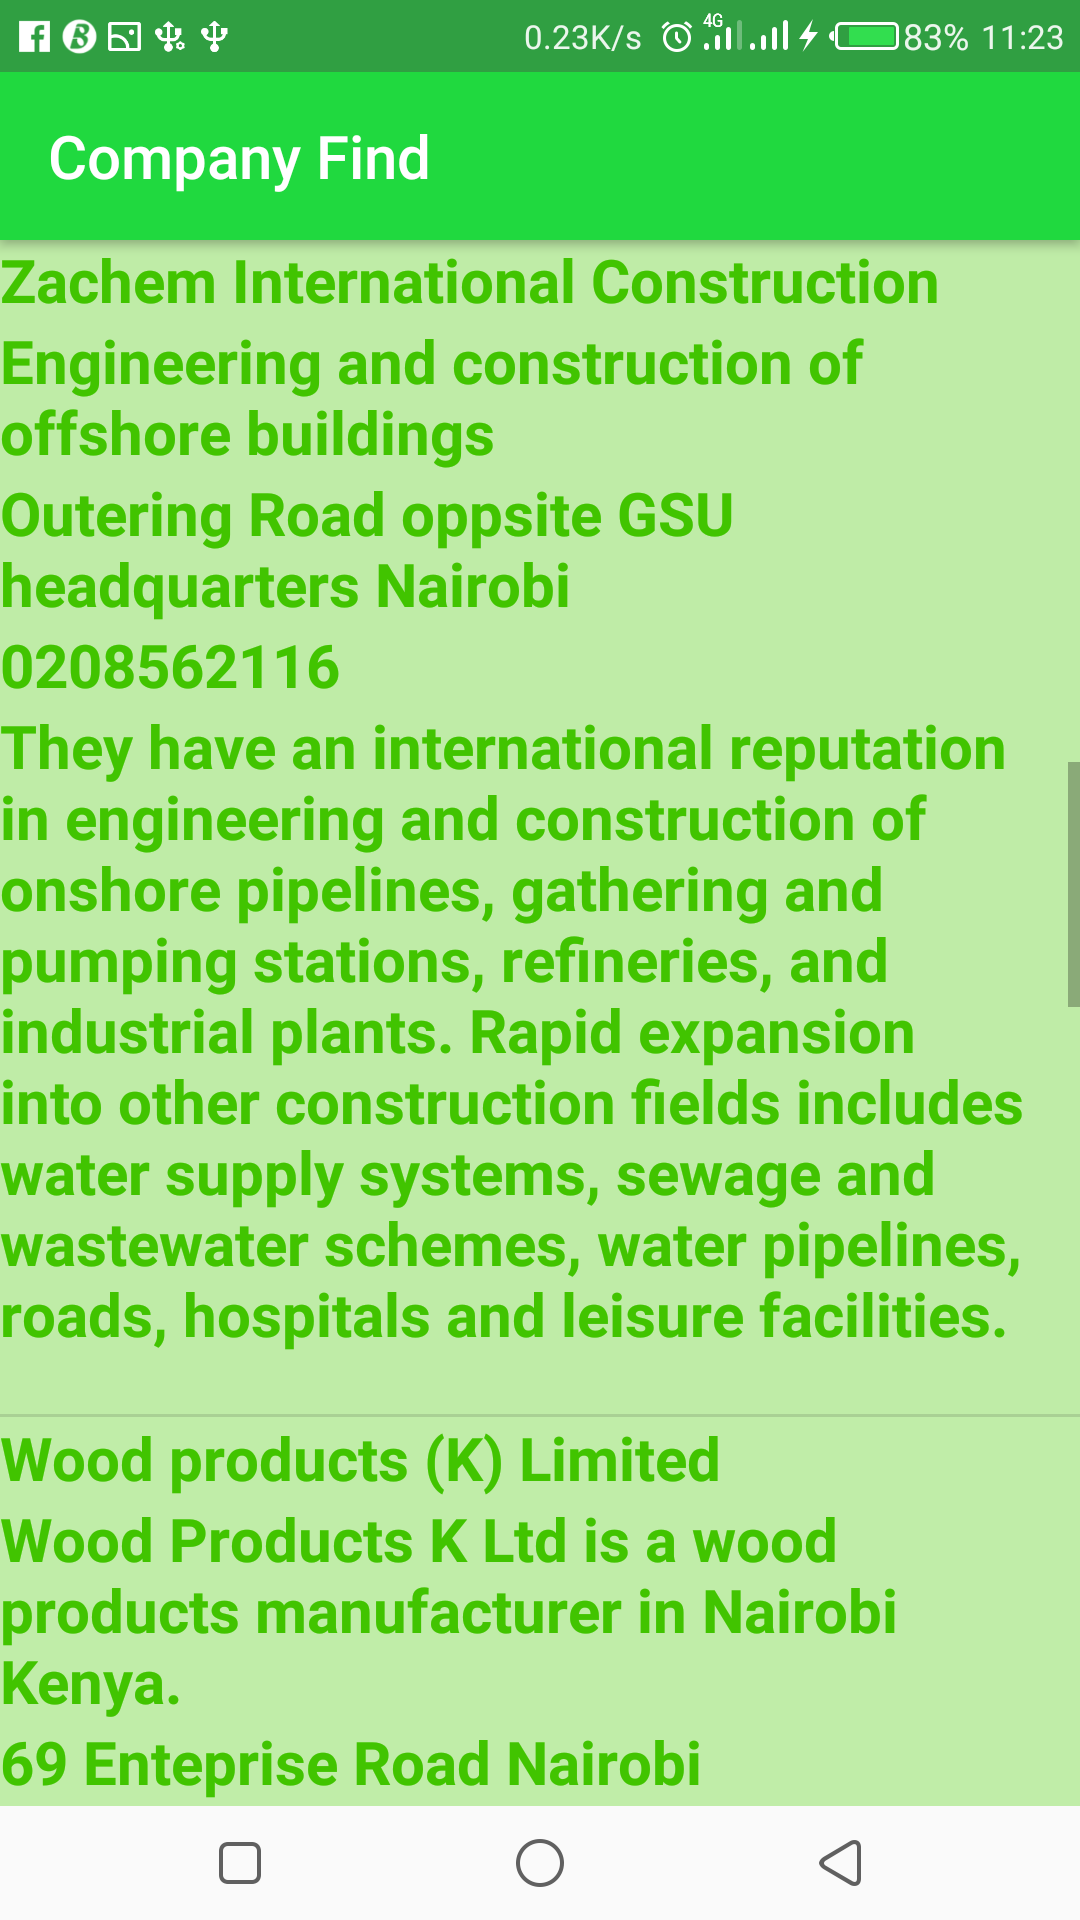 0.23K/s 4G 83% 11:23
Company Find
Zachem International Construction
Engineering and construction of
offshore buildings
Outering Road oppsite GSU
headquarters Nairobi
0208562116
They have an international reputation
in engineering and construction of
onshore pipelines, gathering and
pumping stations, refineries, and
industrial plants. Rapid expansion
into other construction fields includes
water supply systems, sewage and
wastewater schemes, water pipelines,
roads, hospitals and leisure facilities.
Wood products (K) Limited
Wood Products K Ltd is a wood
products manufacturer in Nairobi
Kenya.
69 Enteprise Road Nairobi